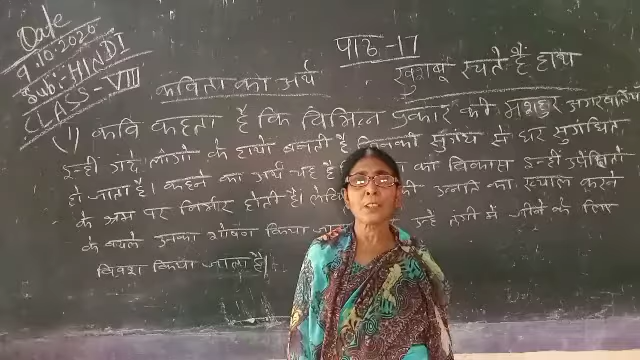 Date
9.10.2020
Sub:-HINDI
CLASS-VIII
पाठ-17
खुशबू रचते हैं हाथ
कविता का अर्थ
(1) कवि कहता है कि विभिन्न प्रकार की मशहुर अगरबत्तियाँ
इन्हीं गंदे लोगों के हाथों बनती है जिनकी सुगंध से घर सुगंधित
हो जाता है। कहने का अर्थ यह है का विकास इन्हीं उपेक्षितों
के श्रम पर निर्भर होती है। उनका ख्याल करने
के बदले उनका शोषण किया उन्हें तंगी में जीने के लिए
विवश किया जाता है।